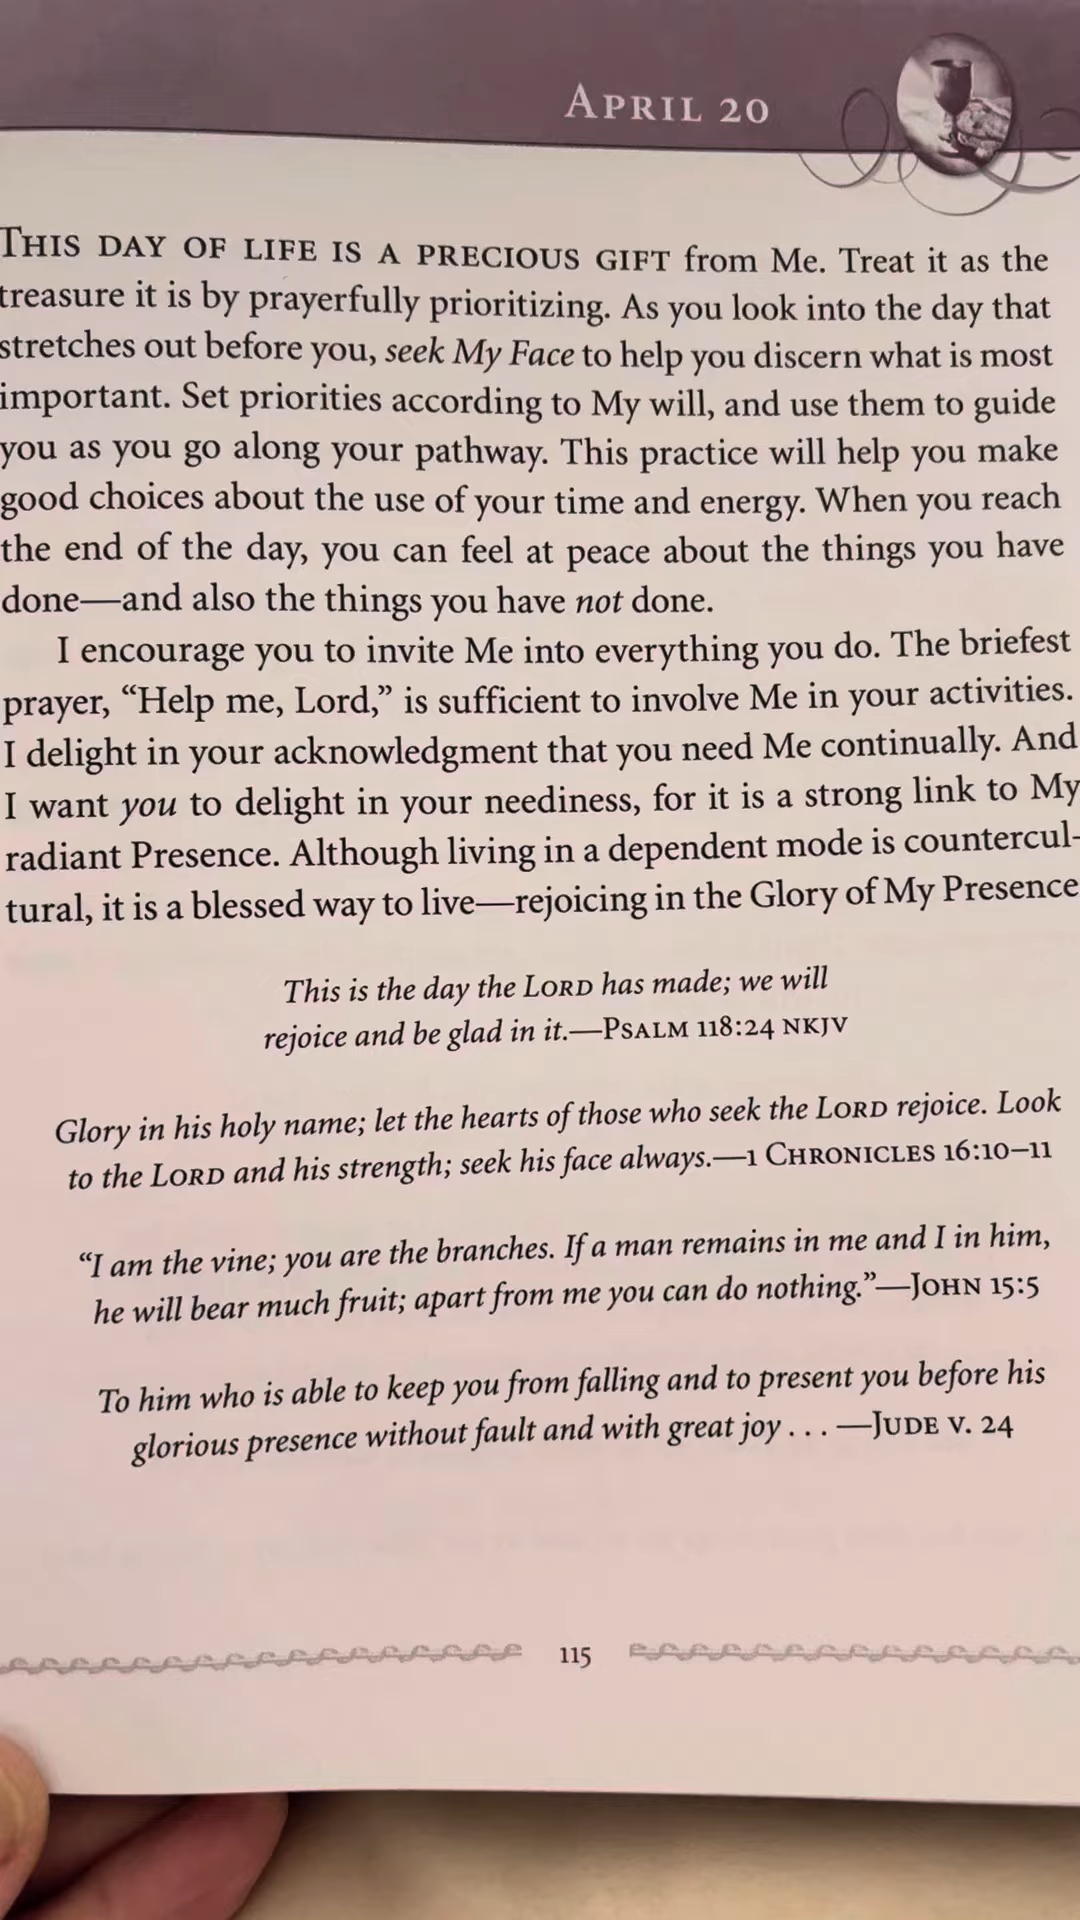 APRIL 20
THIS DAY OF LIFE IS A PRECIOUS GIFT from Me. Treat it as the
treasure it is by prayerfully prioritizing. As you look into the day that
stretches out before you, seek My Face to help you discern what is most
important. Set priorities according to My will, and use them to guide
you as you go along your pathway. This practice will help you make
good choices about the use of your time and energy. When you reach
the end of the day, you can feel at peace about the things you have
done—and also the things you have not done.
I encourage you to invite Me into everything you do. The briefest
prayer, “Help me, Lord,” is sufficient to involve Me in your activities.
I delight in your acknowledgment that you need Me continually. And
I want you to delight in your neediness, for it is a strong link to My
radiant Presence. Although living in a dependent mode is countercul-
tural, it is a blessed way to live—rejoicing in the Glory of My Presence
This is the day the LORD has made; we will
rejoice and be glad in it.—PSALM 118:24 NKJV
Glory in his holy name; let the hearts of those who seek the LORD rejoice. Look
to the LORD and his strength; seek his face always.—1 CHRONICLES 16:10–11
“I am the vine; you are the branches. If a man remains in me and I in him,
he will bear much fruit; apart from me you can do nothing.”—JOHN 15:5
To him who is able to keep you from falling and to present you before his
glorious presence without fault and with great joy . . . —JUDE V. 24
115